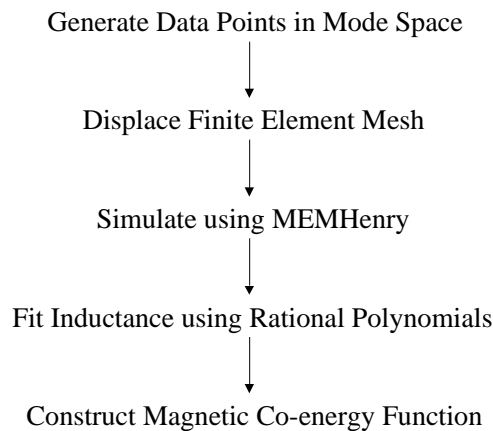 Generate Data Points in Mode Space
Displace Finite Element Mesh
Simulate using MEMHenry
Fit Inductance using Rational Polynomials
Construct Magnetic Co-energy Function